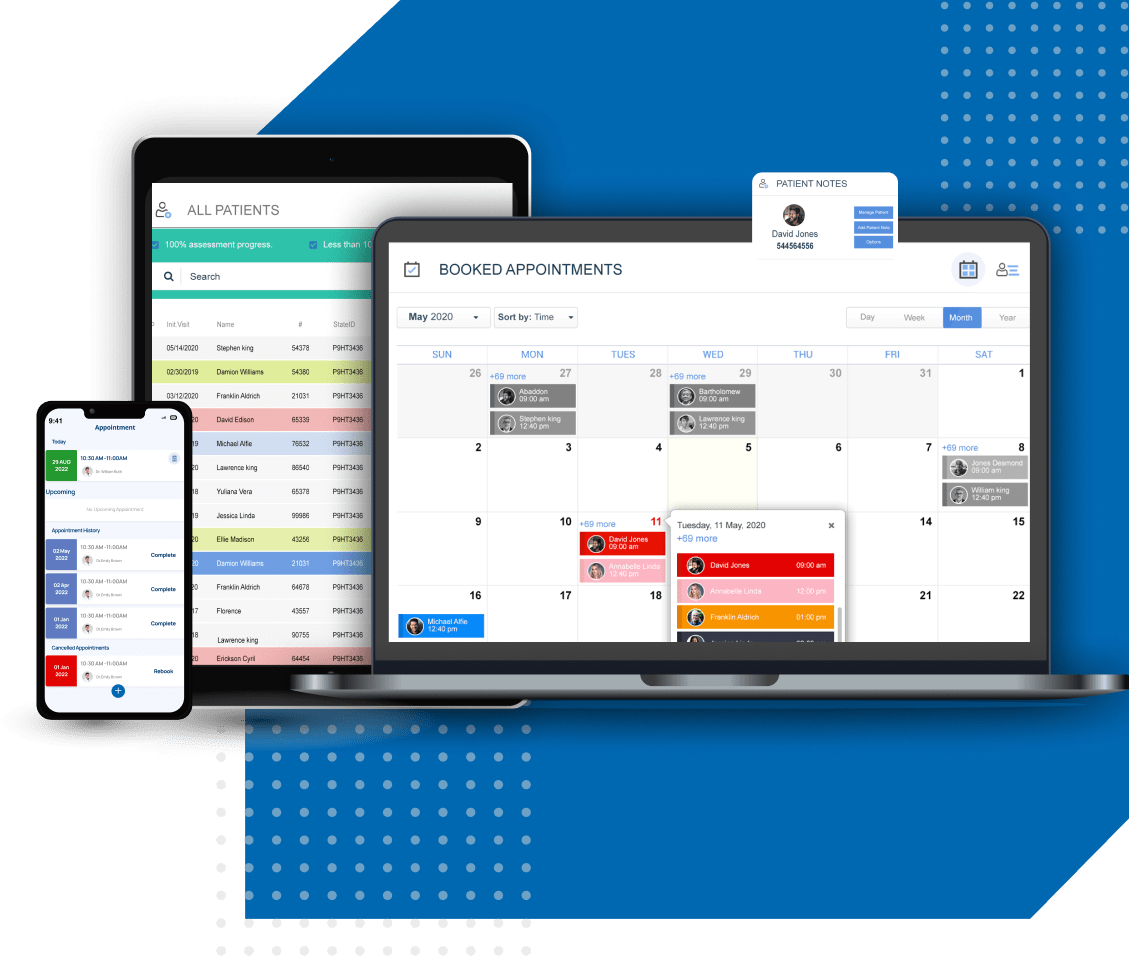 ALL PATIENTS
100% assessment progress.
Less than 10
Search
Init.Visit Name # StateID
05/14/2020 Stephen king 54378 P9HT3436
02/30/2019 Damion Williams 54380 P9HT3436
03/12/2020 Franklin Aldrich 21031 P9HT3436
20 David Edison 65339 P9HT3436
19 Michael Alfie 76532 P9HT3436
20 Lawrence king 86540 P9HT3436
18 Yuliana Vera 65378 P9HT3436
19 Jessica Linda 99986 P9HT3436
20 Ellie Madison 43256 P9HT3436
20 Damion Williams 21031 P9HT3436
20 Franklin Aldrich 64678 P9HT3436
17 Florence 43557 P9HT3436
18 Lawrence king 90755 P9HT3436
20 Erickson Cyril 64454 P9HT3436
9:41
Appointment
Today
29 AUG
2022
10:30 AM -11:00AM
Dr. William Butt
Upcoming
No Upcoming Appointment
Appointment History
02 May
2022
10:30 AM -11:00AM
Dr.Emily Brown
Complete
02 Apr
2022
10:30 AM -11:00AM
Dr.Emily Brown
Complete
01 Jan
2022
10:30 AM -11:00AM
Dr.Emily Brown
Complete
Cancelled Appointments
01 Jan
2022
10:30 AM -11:00AM
Dr.Emily Brown
Rebook
+
PATIENT NOTES
David Jones
544564556
Manage Patient
Add Patient Note
Options
BOOKED APPOINTMENTS
May 2020
Sort by: Time
Day Week Month Year
SUN MON TUES WED THU FRI SAT
26 +69 more 27 28 +69 more 29 30 31 1
Abaddon
09:00 am
Stephen king
12:40 pm
Bartholomew
09:00 am
Lawrence king
12:40 pm
2 3 4 5 6 7 +69 more 8
Jones Desmond
09:00 am
William king
12:40 pm
9 10 +69 more 11 14 15
David Jones
09:00 am
Annabelle Linda
12:40 pm
Tuesday, 11 May, 2020 ×
+69 more
David Jones 09:00 am
Annabelle Linda 12:00 pm
Franklin Aldrich 01:00 pm
16 17 18 21 22
Michael Alfie
12:40 pm